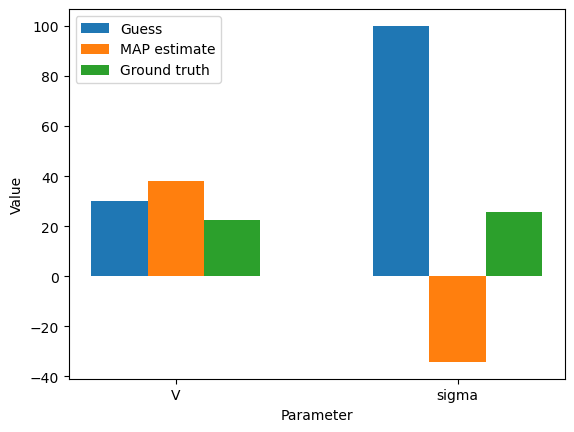 Guess
MAP estimate
Ground truth
100
80
60
40
20
0
−20
−40
Value
V
sigma
Parameter